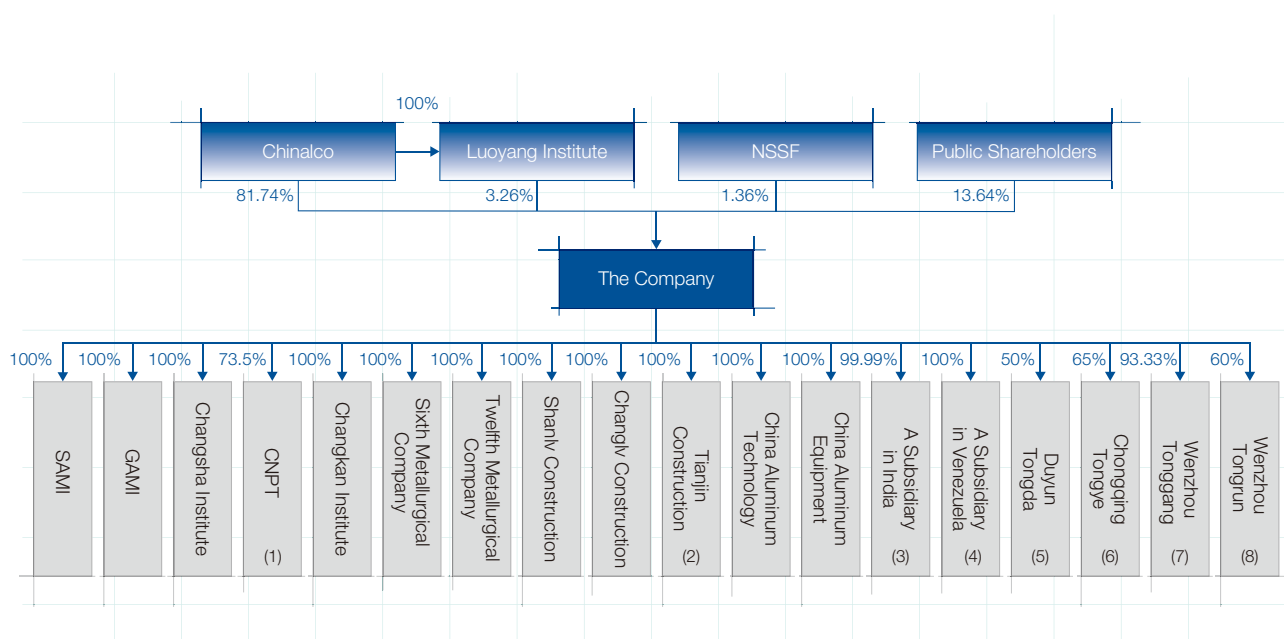 100%
Chinalco
Luoyang Institute
NSSF
Public Shareholders
81.74%
3.26%
1.36%
13.64%
The Company
100%
100%
100%
73.5%
100%
100%
100%
100%
100%
100%
100%
100%
99.99%
100%
50%
65%
93.33%
60%
SAMI
GAMI
Changsha Institute
CNPT
(1)
Changkan Institute
Sixth Metallurgical
Company
Twelfth Metallurgical
Company
Shanlv Construction
Changlv Construction
Tianjin
Construction
(2)
China Aluminum
Technology
China Aluminum
Equipment
A Subsidiary
in India
(3)
A Subsidiary
in Venezuela
(4)
Duyun
Tongda
(5)
Chongqing
Tongye
(6)
Wenzhou
Tonggang
(7)
Wenzhou
Tongrun
(8)